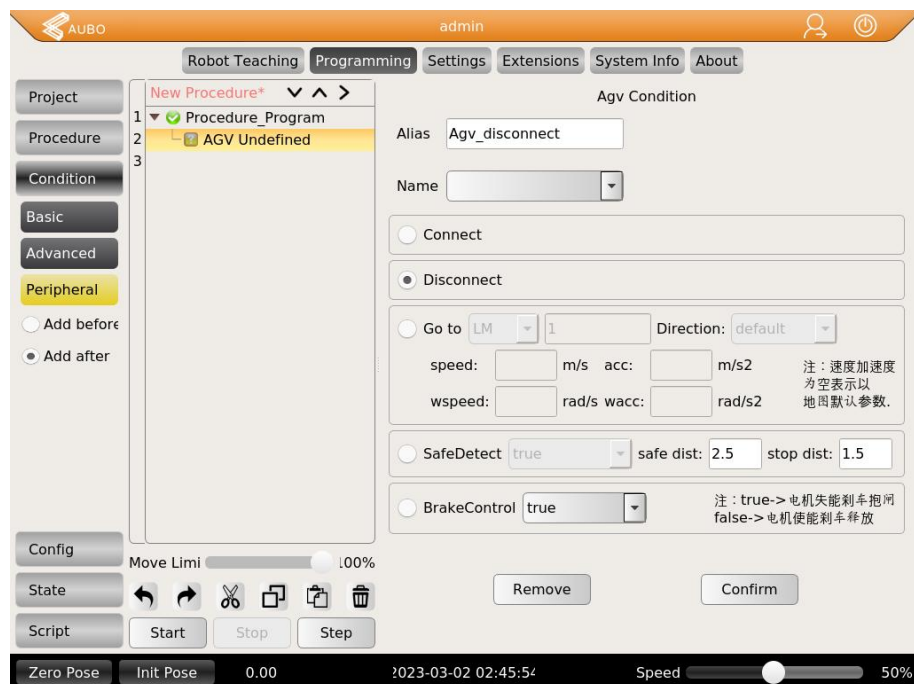 AUBO
admin
Robot Teaching
Programming
Settings
Extensions
System Info
About
Project
Procedure
Condition
Basic
Advanced
Peripheral
Add before
Add after
Config
State
Script
New Procedure*
1 Procedure_Program
2 AGV Undefined
3
Move Limi 100%
Start
Stop
Step
Agv Condition
Alias Agv_disconnect
Name
Connect
Disconnect
Go to LM 1 Direction: default
speed: m/s acc: m/s2
wspeed: rad/s wacc: rad/s2
注：速度加速度
为空表示以
地图默认参数.
SafeDetect true safe dist: 2.5 stop dist: 1.5
BrakeControl true
注：true->电机失能刹车抱闸
false->电机使能刹车释放
Remove
Confirm
Zero Pose
Init Pose
0.00
2023-03-02 02:45:54
Speed
50%